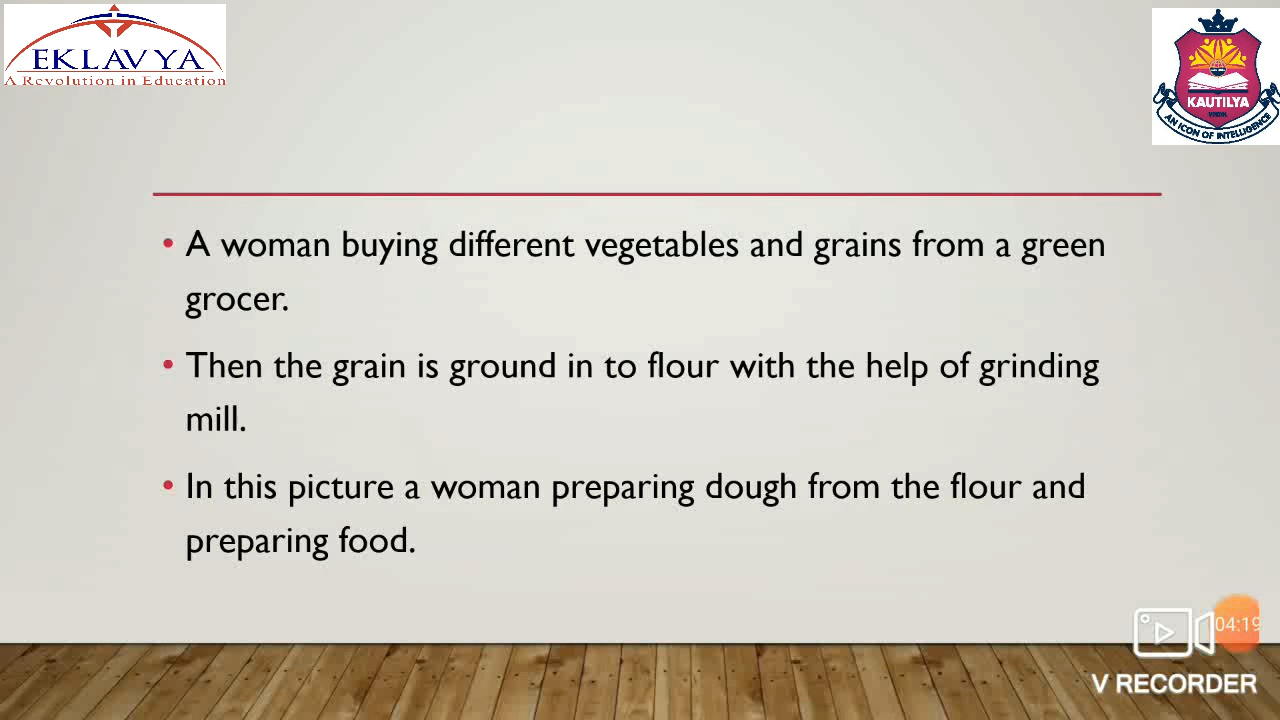 EKLAVYA
A Revolution in Education
KAUTILYA
AN ICON OF INTELLIGENCE
• A woman buying different vegetables and grains from a green
grocer.
• Then the grain is ground in to flour with the help of grinding
mill.
• In this picture a woman preparing dough from the flour and
preparing food.
04:19
V RECORDER